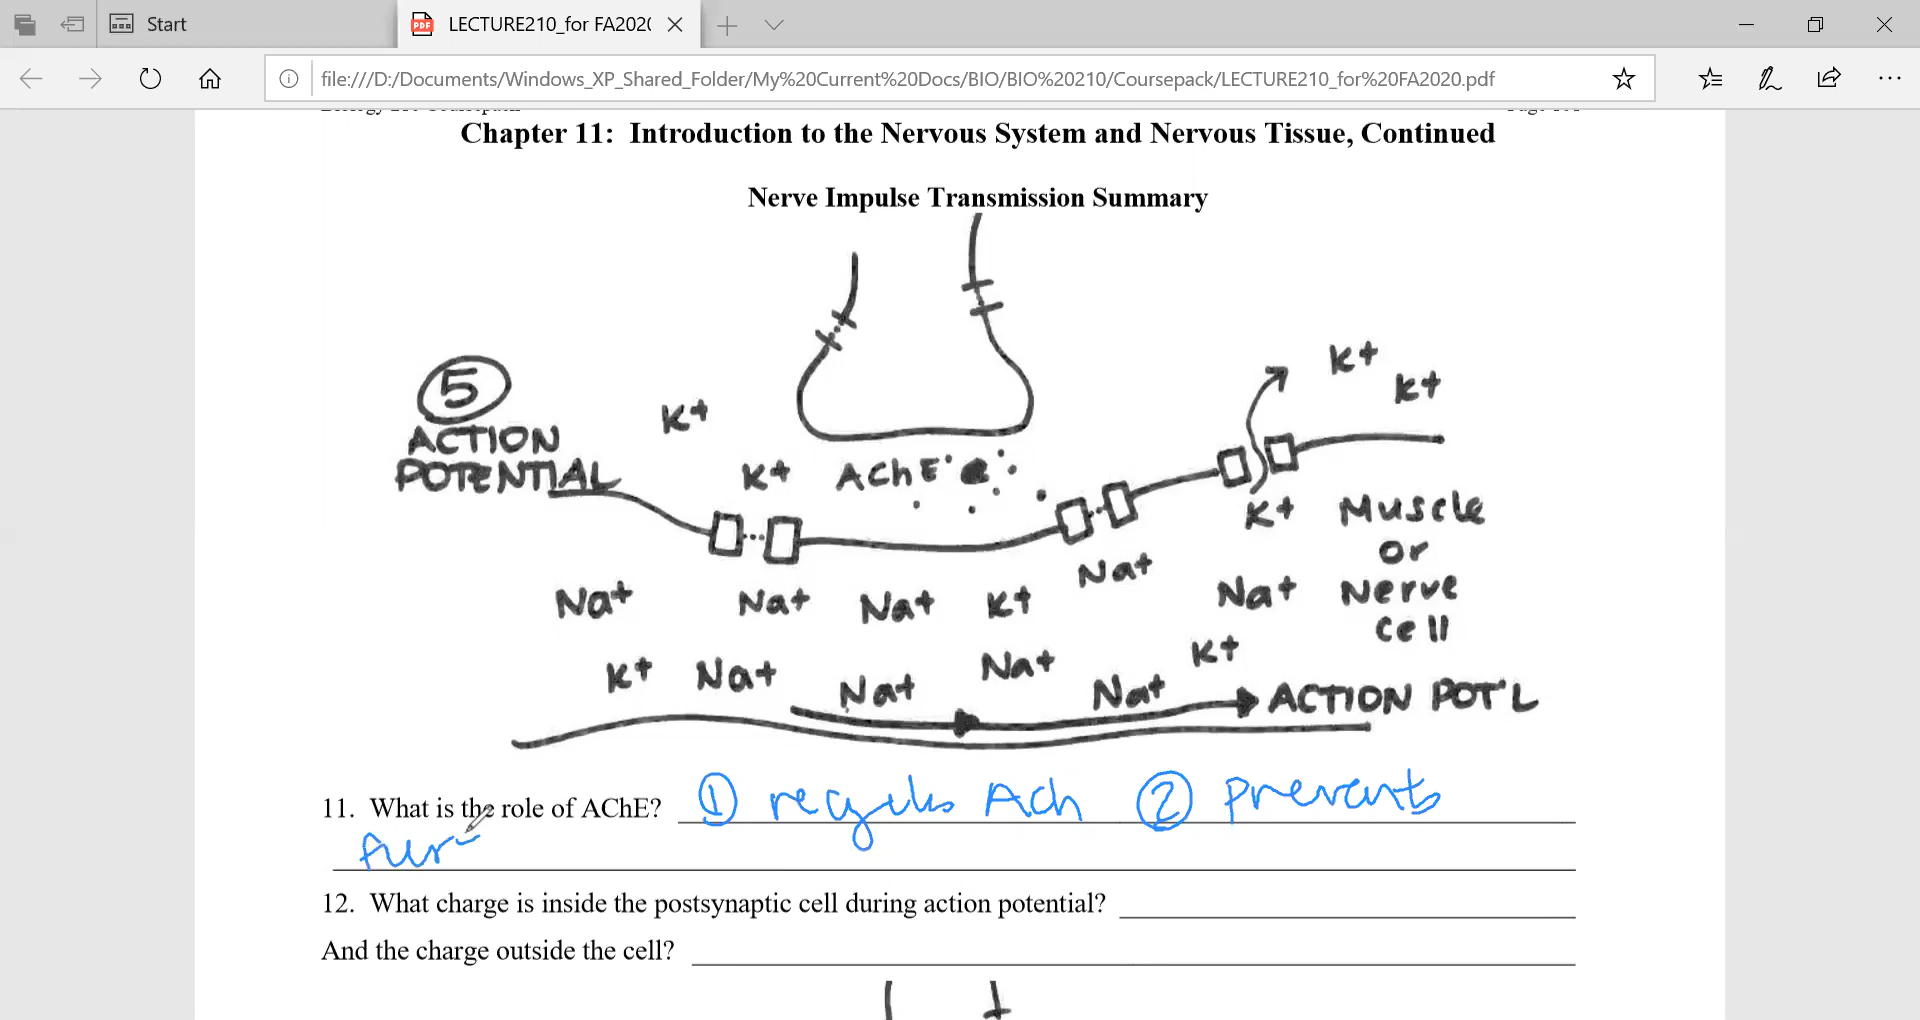 Start
LECTURE210_for FA2020
file:///D:/Documents/Windows_XP_Shared_Folder/My%20Current%20Docs/BIO/BIO%20210/Coursepack/LECTURE210_for%20FA2020.pdf
Chapter 11: Introduction to the Nervous System and Nervous Tissue, Continued
Nerve Impulse Transmission Summary
5
ACTION
POTENTIAL
K+
K+
K+
K+
AChE
K+
Muscle
or
Nerve
Cell
Na+
Na+
Na+
K+
Na+
Na+
K+
Na+
Na+
Na+
Na+
K+
ACTION POT'L
11. What is the role of AChE? ① recycles Ach ② prevents
fur
12. What charge is inside the postsynaptic cell during action potential?
And the charge outside the cell?